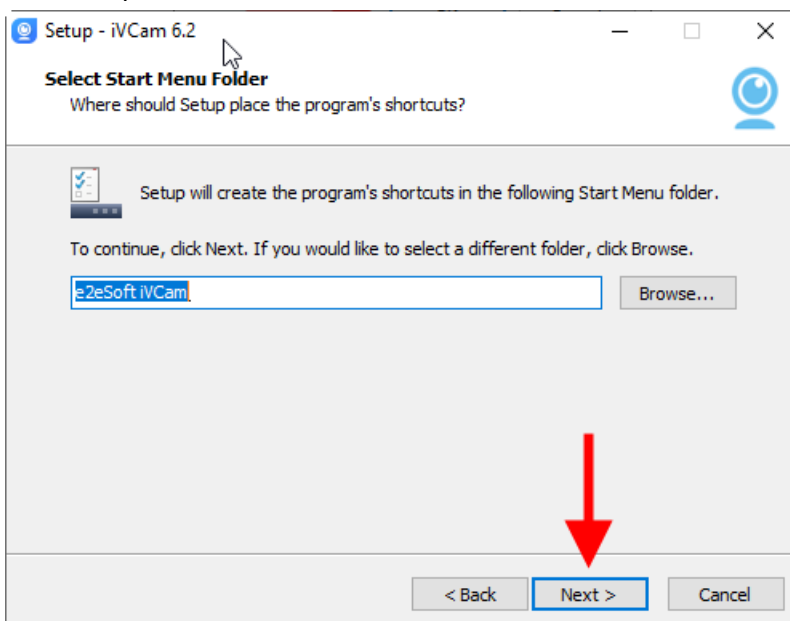 Setup - iVCam 6.2
Select Start Menu Folder
Where should Setup place the program's shortcuts?
Setup will create the program's shortcuts in the following Start Menu folder.
To continue, click Next. If you would like to select a different folder, click Browse.
e2eSoft iVCam
Browse...
< Back
Next >
Cancel